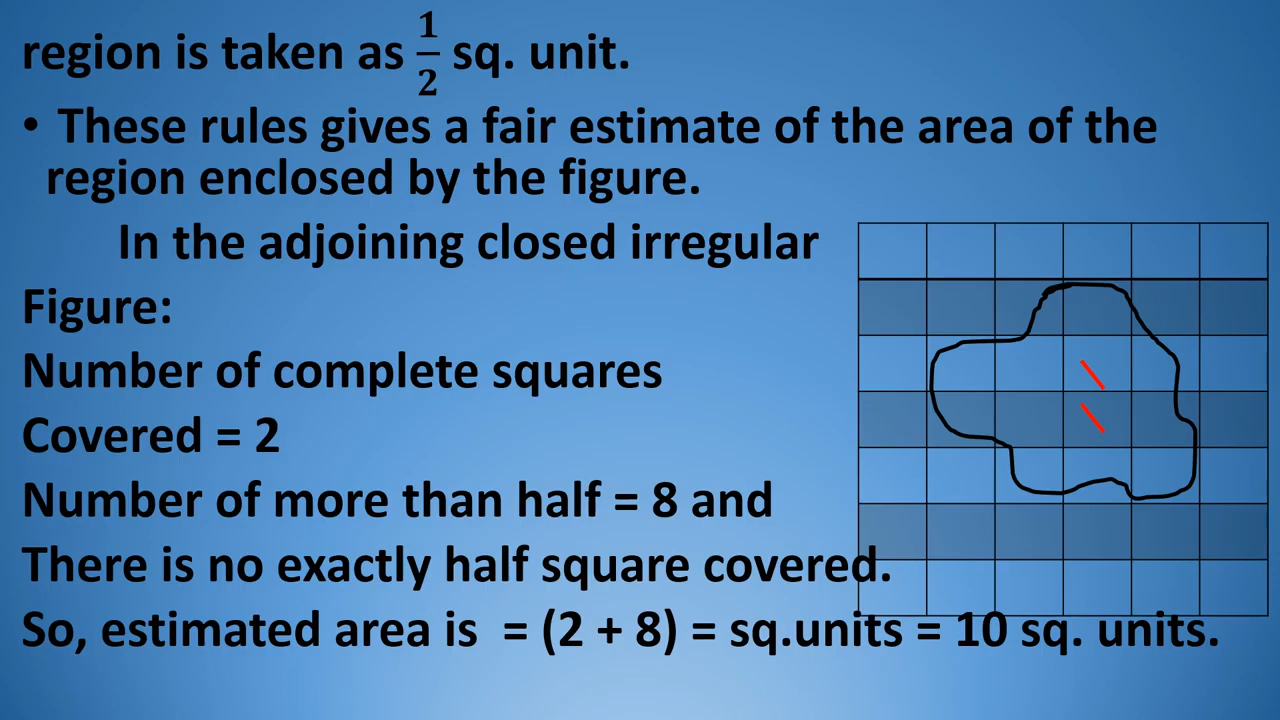 region is taken as 1/2 sq. unit.
• These rules gives a fair estimate of the area of the
region enclosed by the figure.
In the adjoining closed irregular
Figure:
Number of complete squares
Covered = 2
Number of more than half = 8 and
There is no exactly half square covered.
So, estimated area is = (2 + 8) = sq.units = 10 sq. units.